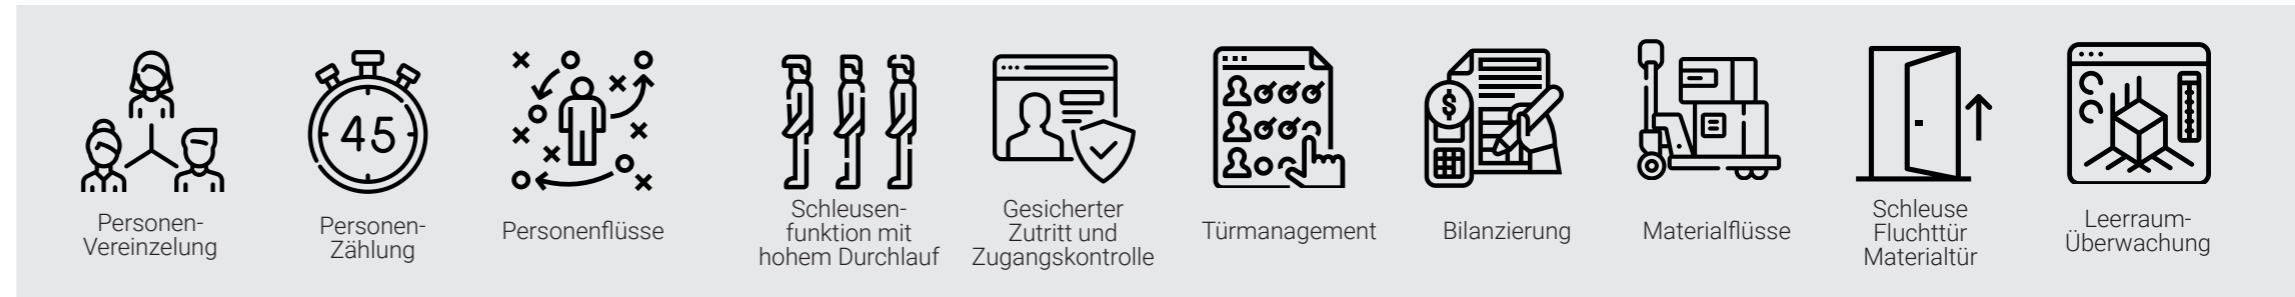 45
$
Personen-
Vereinzelung
Personen-
Zählung
Personenflüsse
Schleusen-
funktion mit
hohem Durchlauf
Gesicherter
Zutritt und
Zugangskontrolle
Türmanagement
Bilanzierung
Materialflüsse
Schleuse
Fluchttür
Materialtür
Leerraum-
Überwachung